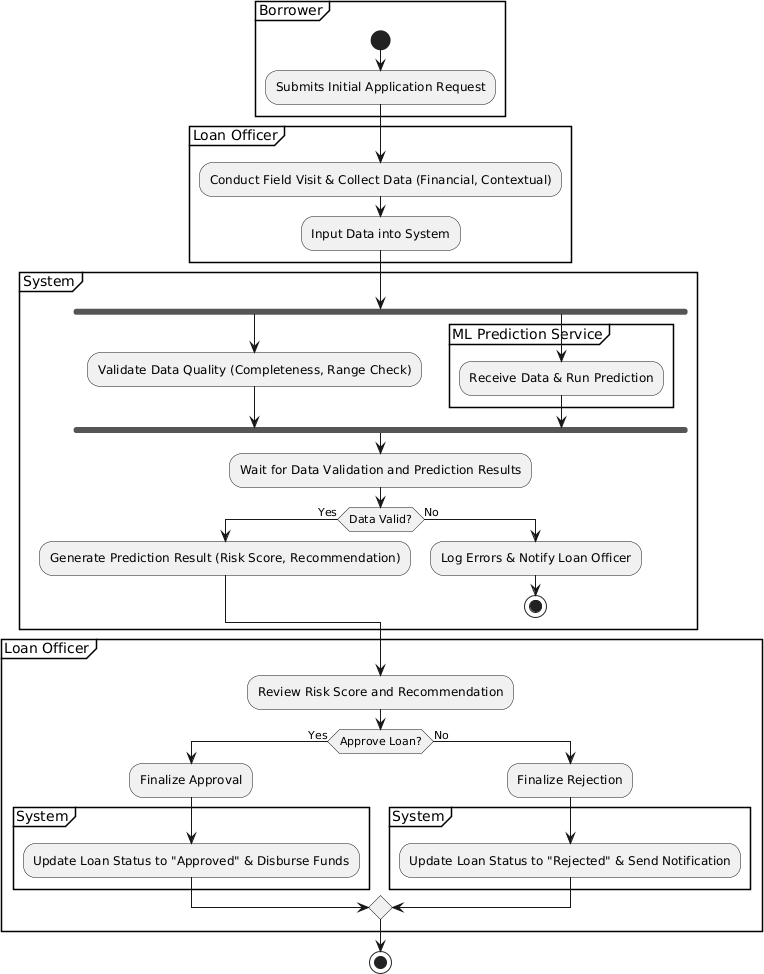 Borrower
Submits Initial Application Request
Loan Officer
Conduct Field Visit & Collect Data (Financial, Contextual)
Input Data into System
System
ML Prediction Service
Validate Data Quality (Completeness, Range Check)
Receive Data & Run Prediction
Wait for Data Validation and Prediction Results
Yes
Data Valid?
No
Generate Prediction Result (Risk Score, Recommendation)
Log Errors & Notify Loan Officer
Loan Officer
Review Risk Score and Recommendation
Yes
Approve Loan?
No
Finalize Approval
Finalize Rejection
System
System
Update Loan Status to "Approved" & Disburse Funds
Update Loan Status to "Rejected" & Send Notification